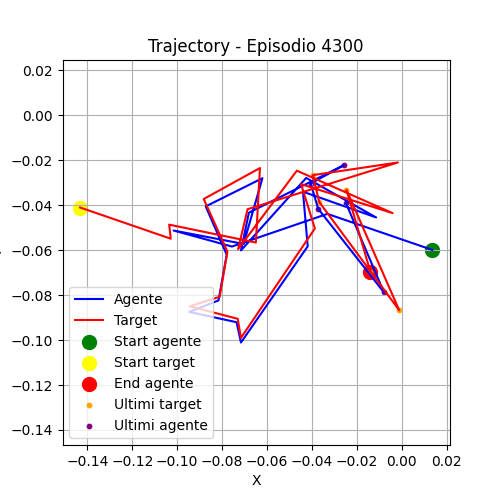 Trajectory - Episodio 4300
0.02
0.00
−0.02
−0.04
−0.06
−0.08
−0.10
−0.12
−0.14
Agente
Target
Start agente
Start target
End agente
Ultimi target
Ultimi agente
−0.14 −0.12 −0.10 −0.08 −0.06 −0.04 −0.02 0.00 0.02
X